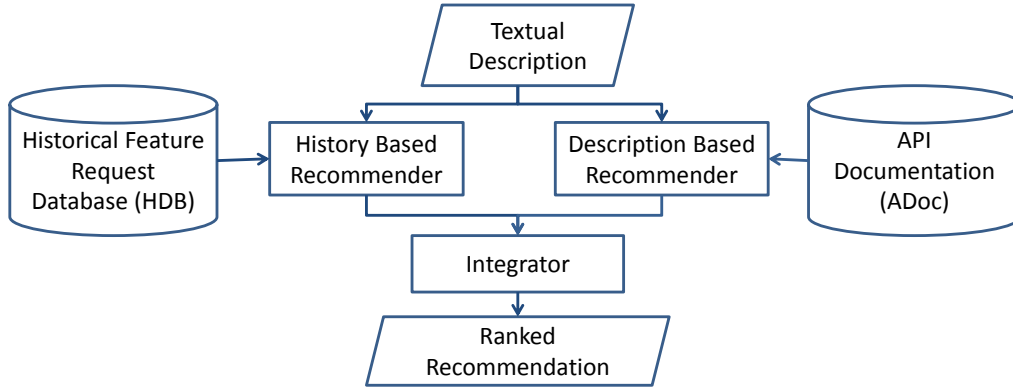 Textual
Description
Historical Feature
Request
Database (HDB)
History Based
Recommender
Description Based
Recommender
API
Documentation
(ADoc)
Integrator
Ranked
Recommendation